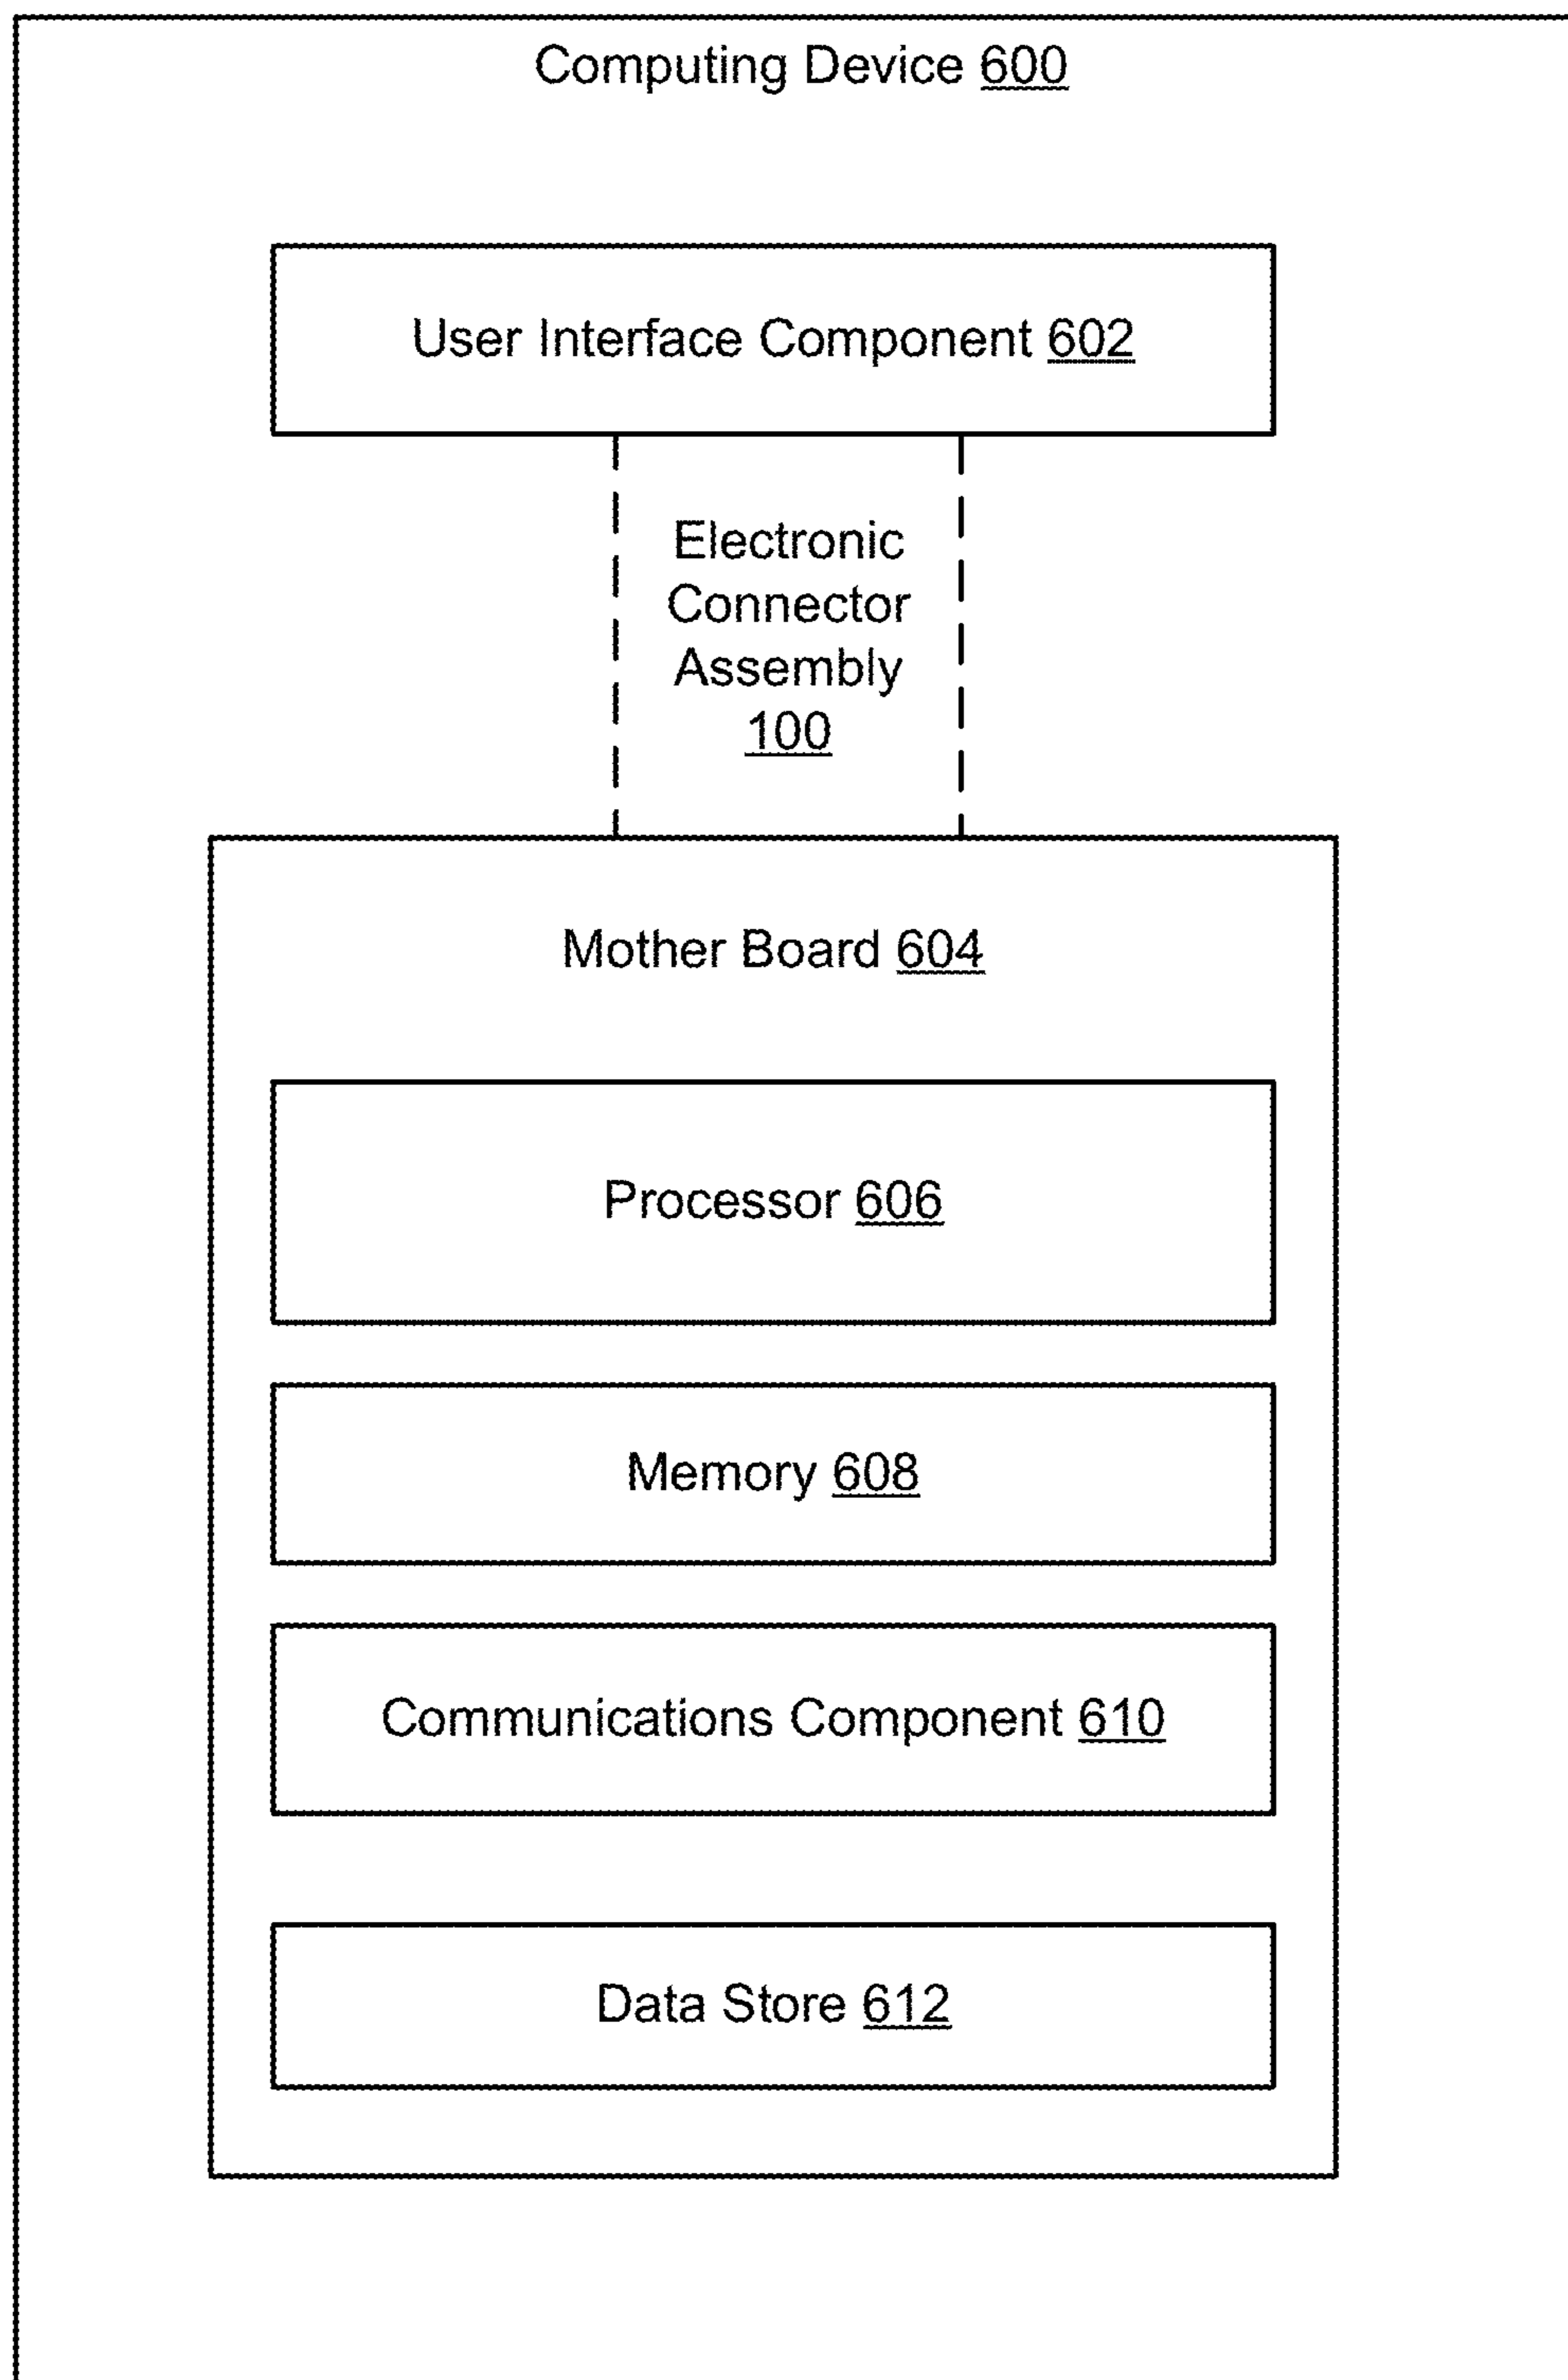 Computing Device 600
User Interface Component 602
Electronic
Connector
Assembly
100
Mother Board 604
Processor 606
Memory 608
Communications Component 610
Data Store 612